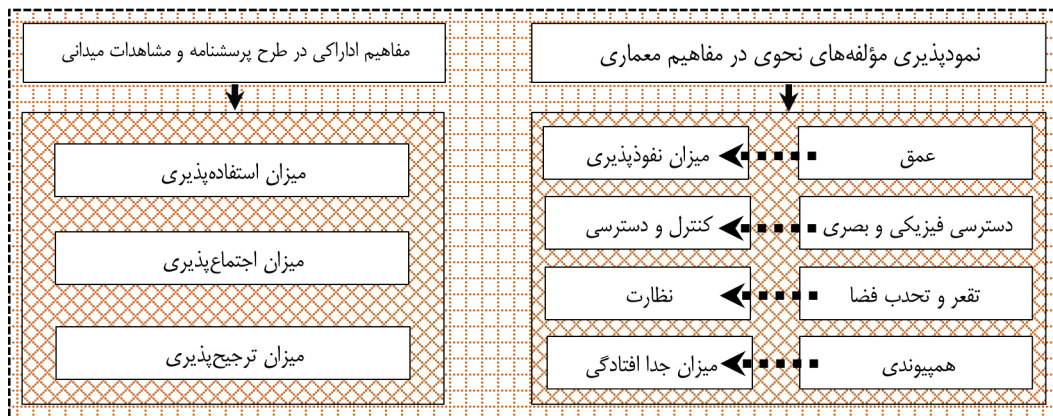 نمودپذیری مؤلفه‌های نحوی در مفاهیم معماری
عمق
میزان نفوذپذیری
دسترسی فیزیکی و بصری
کنترل و دسترسی
تقعر و تحدب فضا
نظارت
همپیوندی
میزان جدا افتادگی
مفاهیم اداراکی در طرح پرسشنامه و مشاهدات میدانی
میزان استفاده‌پذیری
میزان اجتماع‌پذیری
میزان ترجیح‌پذیری